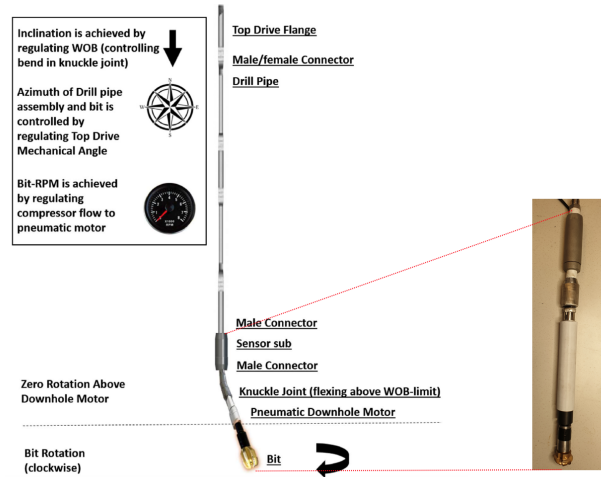 Inclination is achieved by
regulating WOB (controlling
bend in knuckle joint)
Azimuth of Drill pipe
assembly and bit is
controlled by
regulating Top Drive
Mechanical Angle
N
W
E
S
Bit-RPM is achieved
by regulating
compressor flow to
pneumatic motor
RPM
Top Drive Flange
Male/female Connector
Drill Pipe
Male Connector
Sensor sub
Male Connector
Knuckle Joint (flexing above WOB-limit)
Pneumatic Downhole Motor
Zero Rotation Above
Downhole Motor
Bit Rotation
(clockwise)
Bit